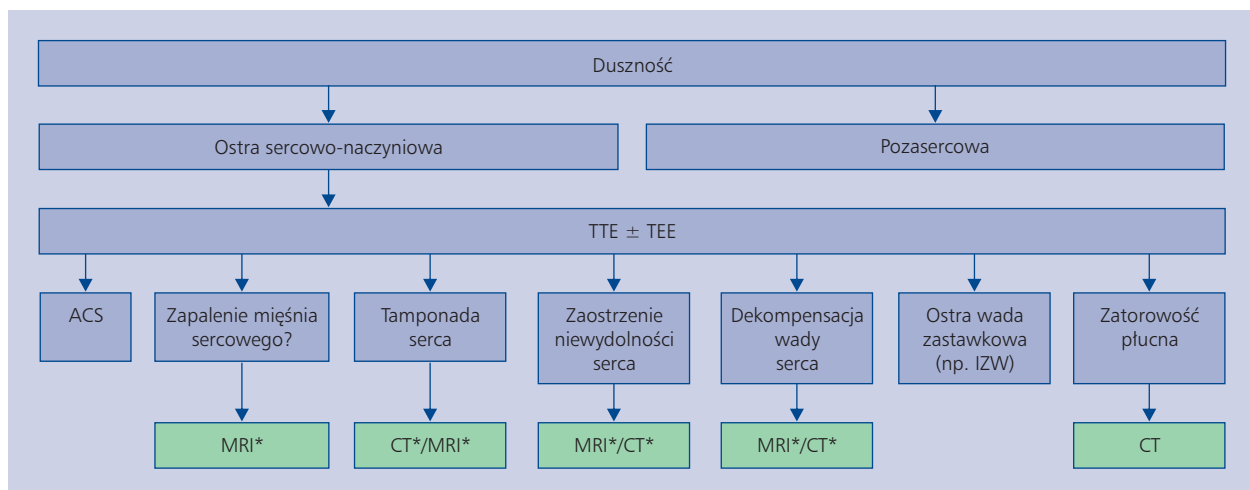 Duszność
Ostra sercowo-naczyniowa
Pozasercowa
TTE ± TEE
ACS
Zapalenie mięśnia
sercowego?
Tamponada
serca
Zaostrzenie
niewydolności
serca
Dekompensacja
wady
serca
Ostra wada
zastawkowa
(np. IZW)
Zatorowość
płucna
MRI*
CT*/MRI*
MRI*/CT*
MRI*/CT*
CT